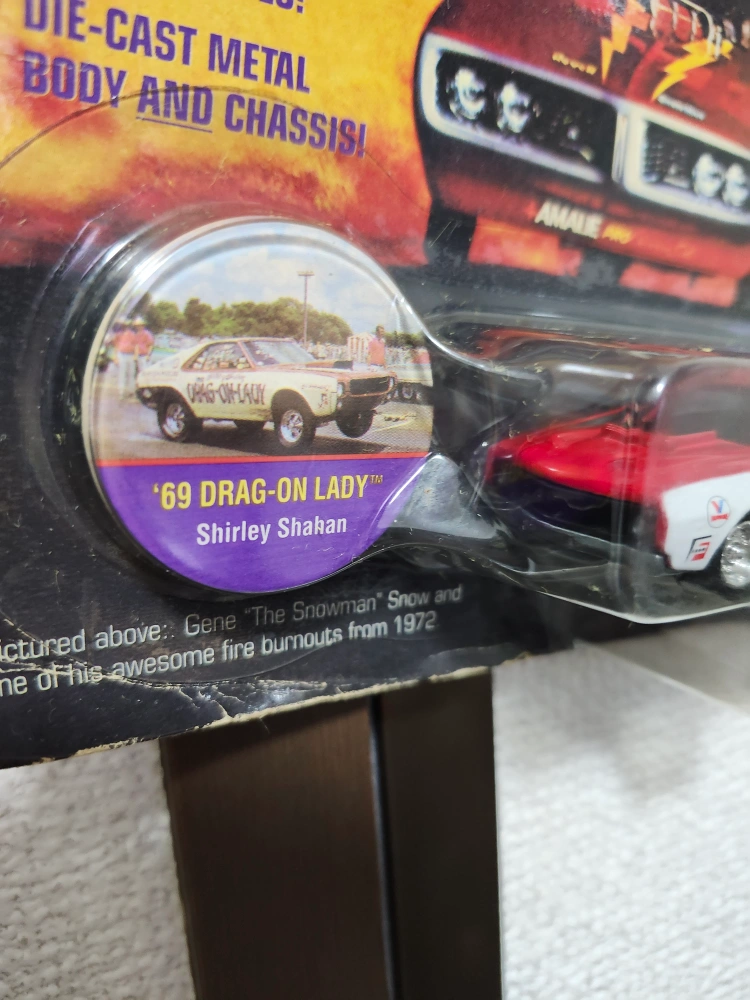 DIE-CAST METAL
BODY AND CHASSIS!
AMALIE
DRAG-ON-LADY
'69 DRAG-ON LADY™
Shirley Shahan
ictured above: Gene "The Snowman" Snow and
ne of his awesome fire burnouts from 1972